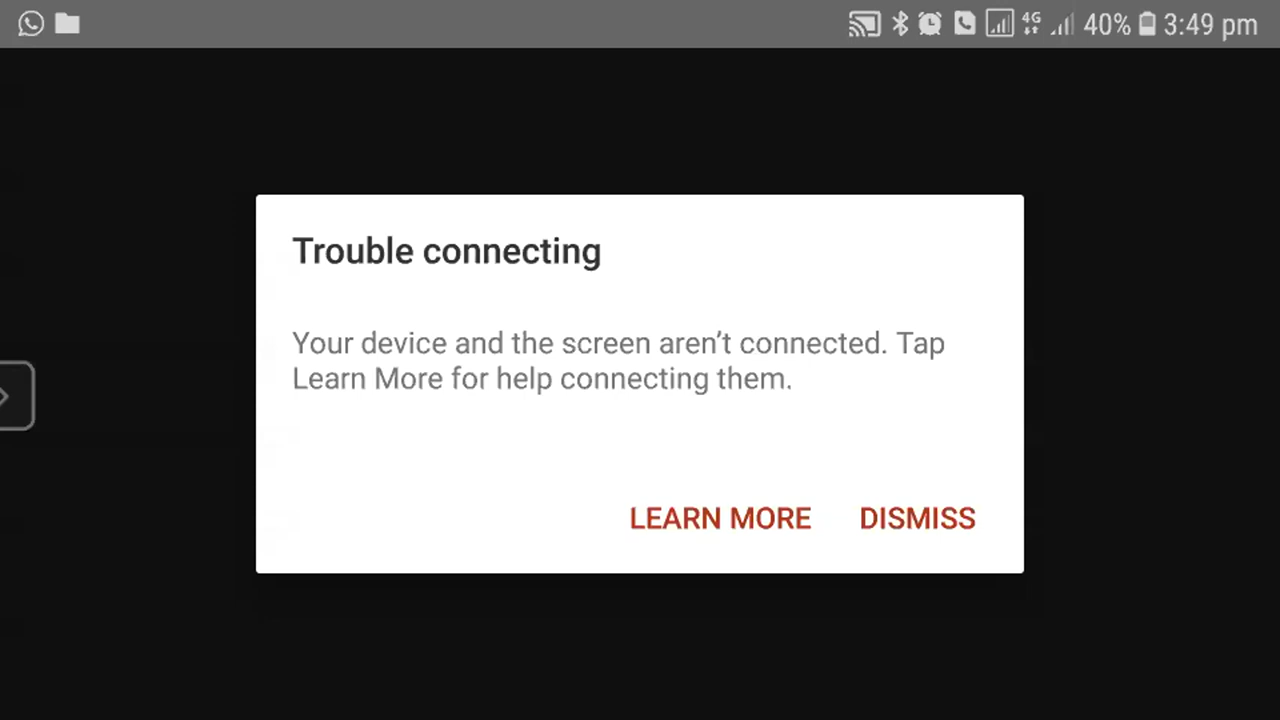 4G 40% 3:49 pm
Trouble connecting
Your device and the screen aren’t connected. Tap
Learn More for help connecting them.
LEARN MORE DISMISS